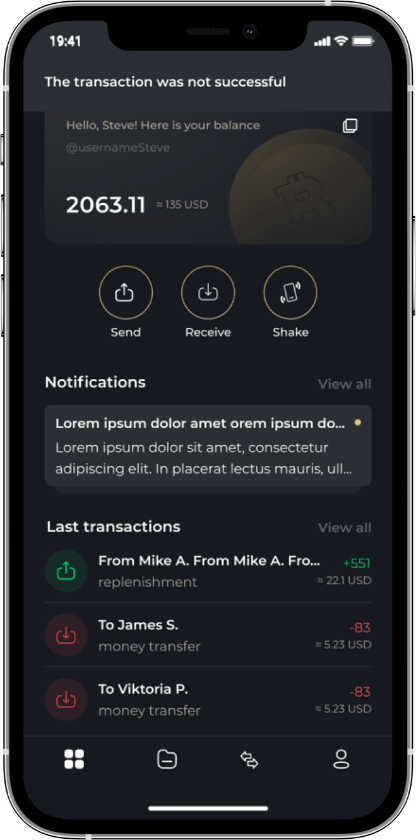 19:41
The transaction was not successful
Hello, Steve! Here is your balance
@usernameSteve
2063.11 ≈ 135 USD
Send Receive Shake
Notifications View all
Lorem ipsum dolor amet orem ipsum do...
Lorem ipsum dolor sit amet, consectetur
adipiscing elit. In placerat lectus mauris, ull...
Last transactions View all
From Mike A. From Mike A. Fro... +551
replenishment ≈ 22.1 USD
To James S. -83
money transfer ≈ 5.23 USD
To Viktoria P. -83
money transfer ≈ 5.23 USD